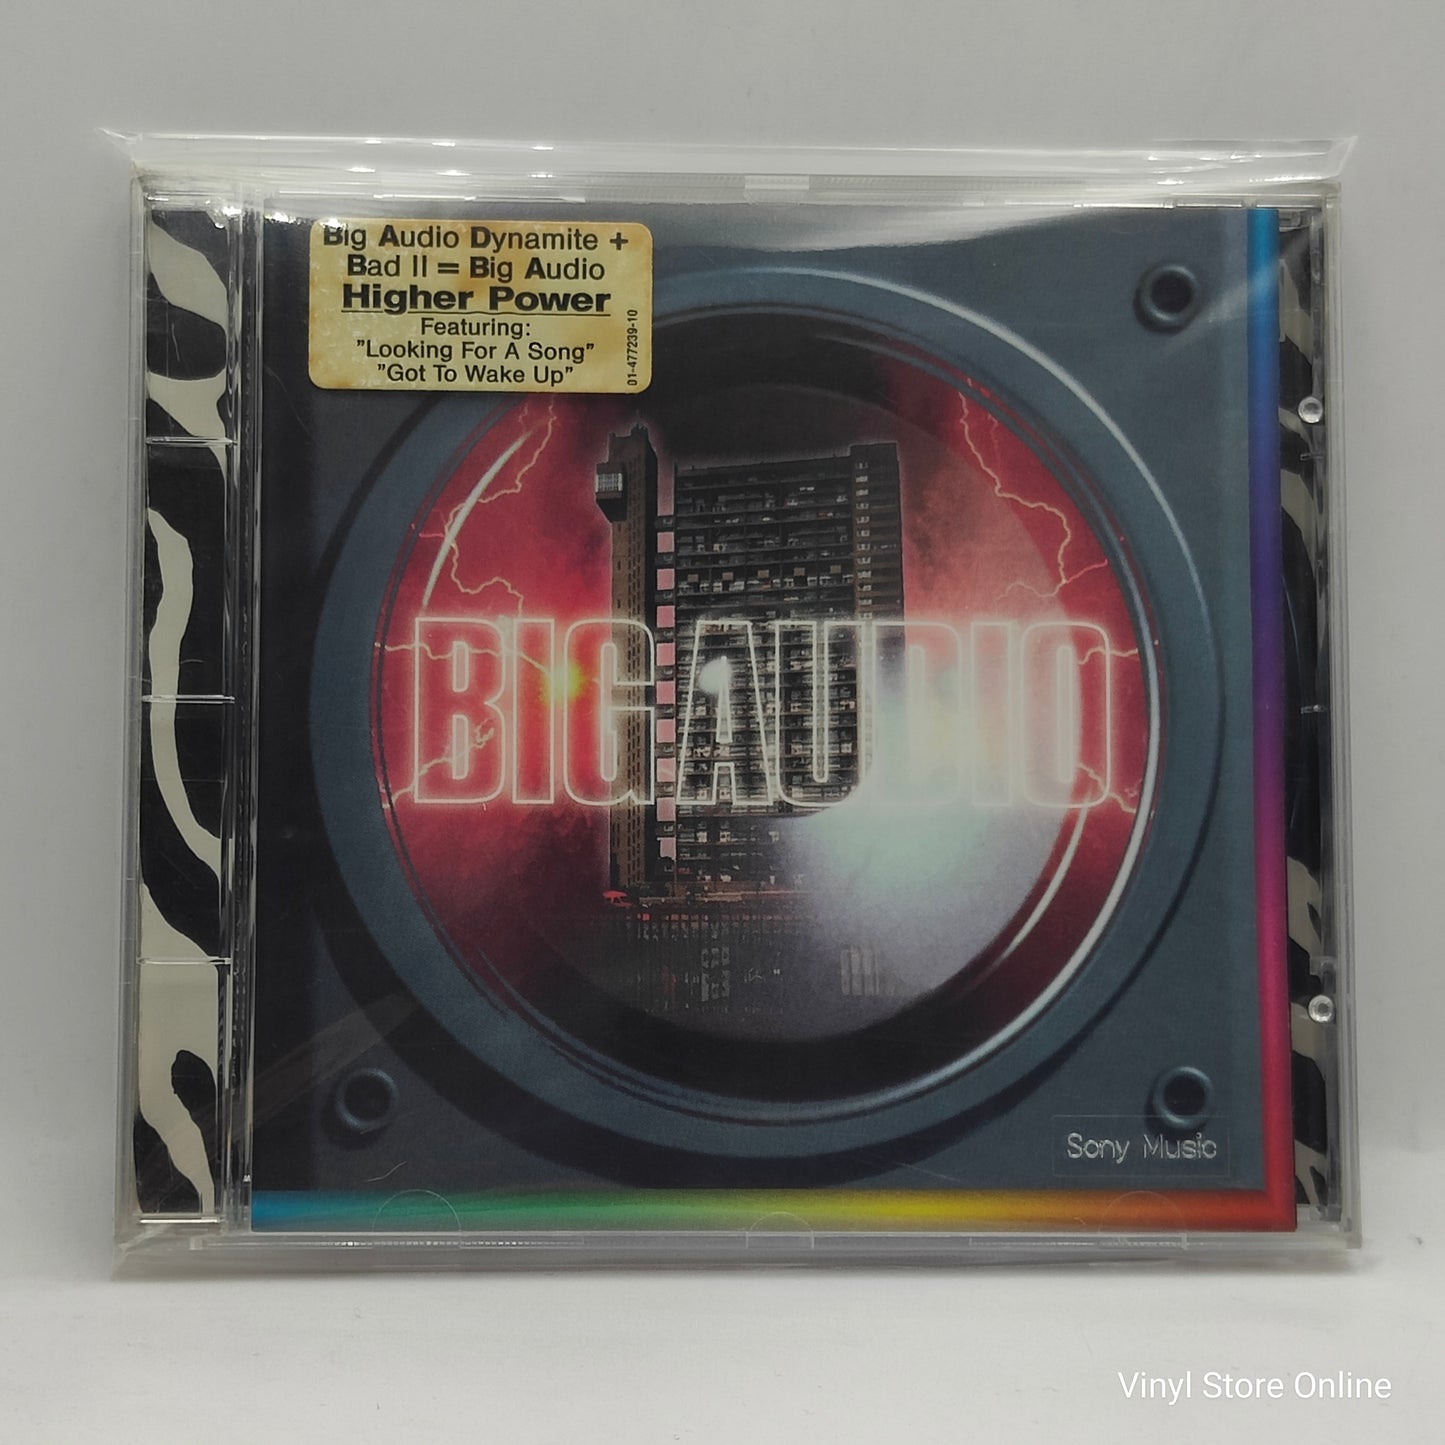 Big Audio Dynamite +
Bad II = Big Audio
Higher Power
Featuring:
"Looking For A Song"
"Got To Wake Up"
01-477239-10
BIG AUDIO
Sony Music
Vinyl Store Online